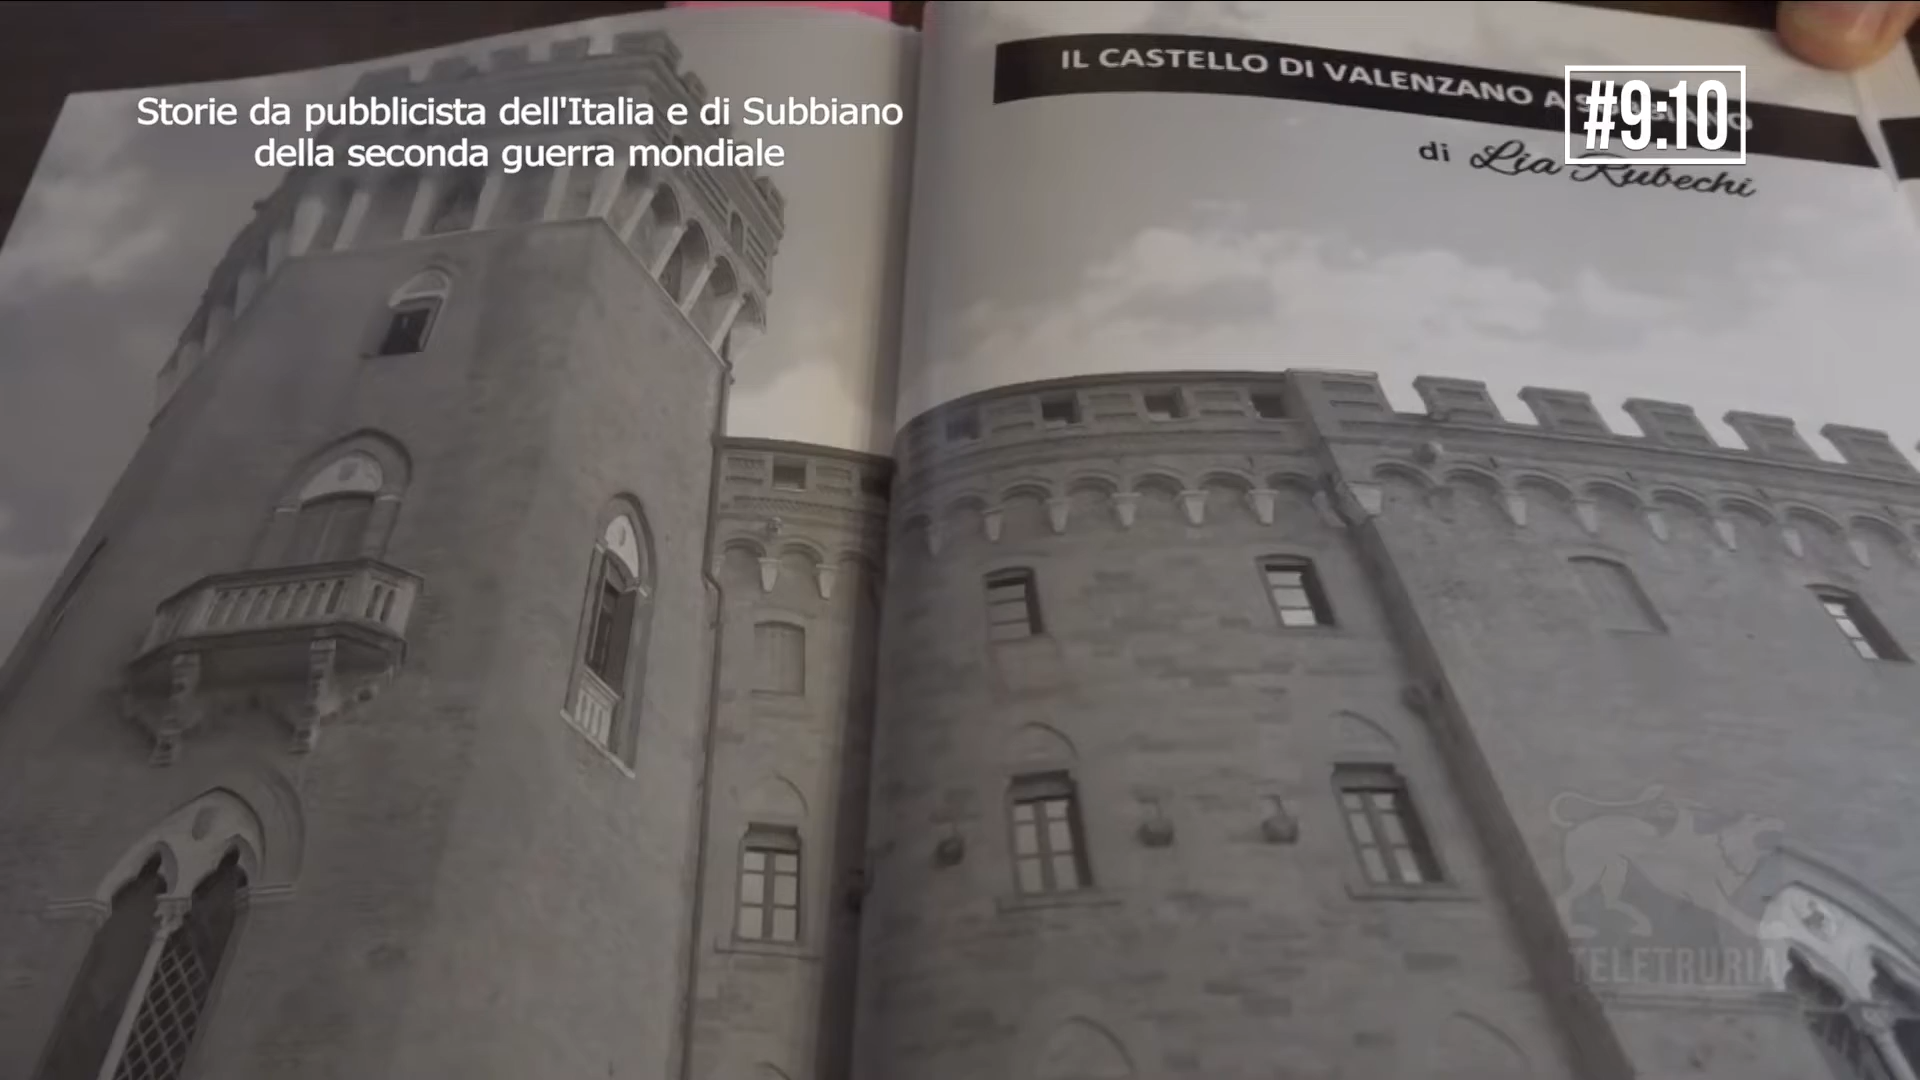 Storie da pubblicista dell'Italia e di Subbiano
della seconda guerra mondiale
IL CASTELLO DI VALENZANO A SUBBIANO
#9:10
di Lia Rubechi
TELETRURIA